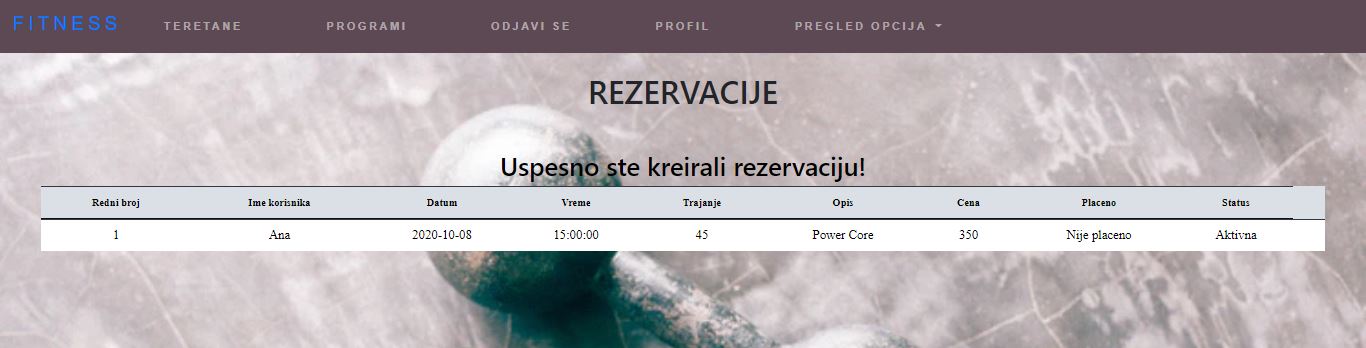 FITNESS TERETANE PROGRAMI ODJAVI SE PROFIL PREGLED OPCIJA
REZERVACIJE
Uspesno ste kreirali rezervaciju!
Redni broj Ime korisnika Datum Vreme Trajanje Opis Cena Placeno Status
1 Ana 2020-10-08 15:00:00 45 Power Core 350 Nije placeno Aktivna